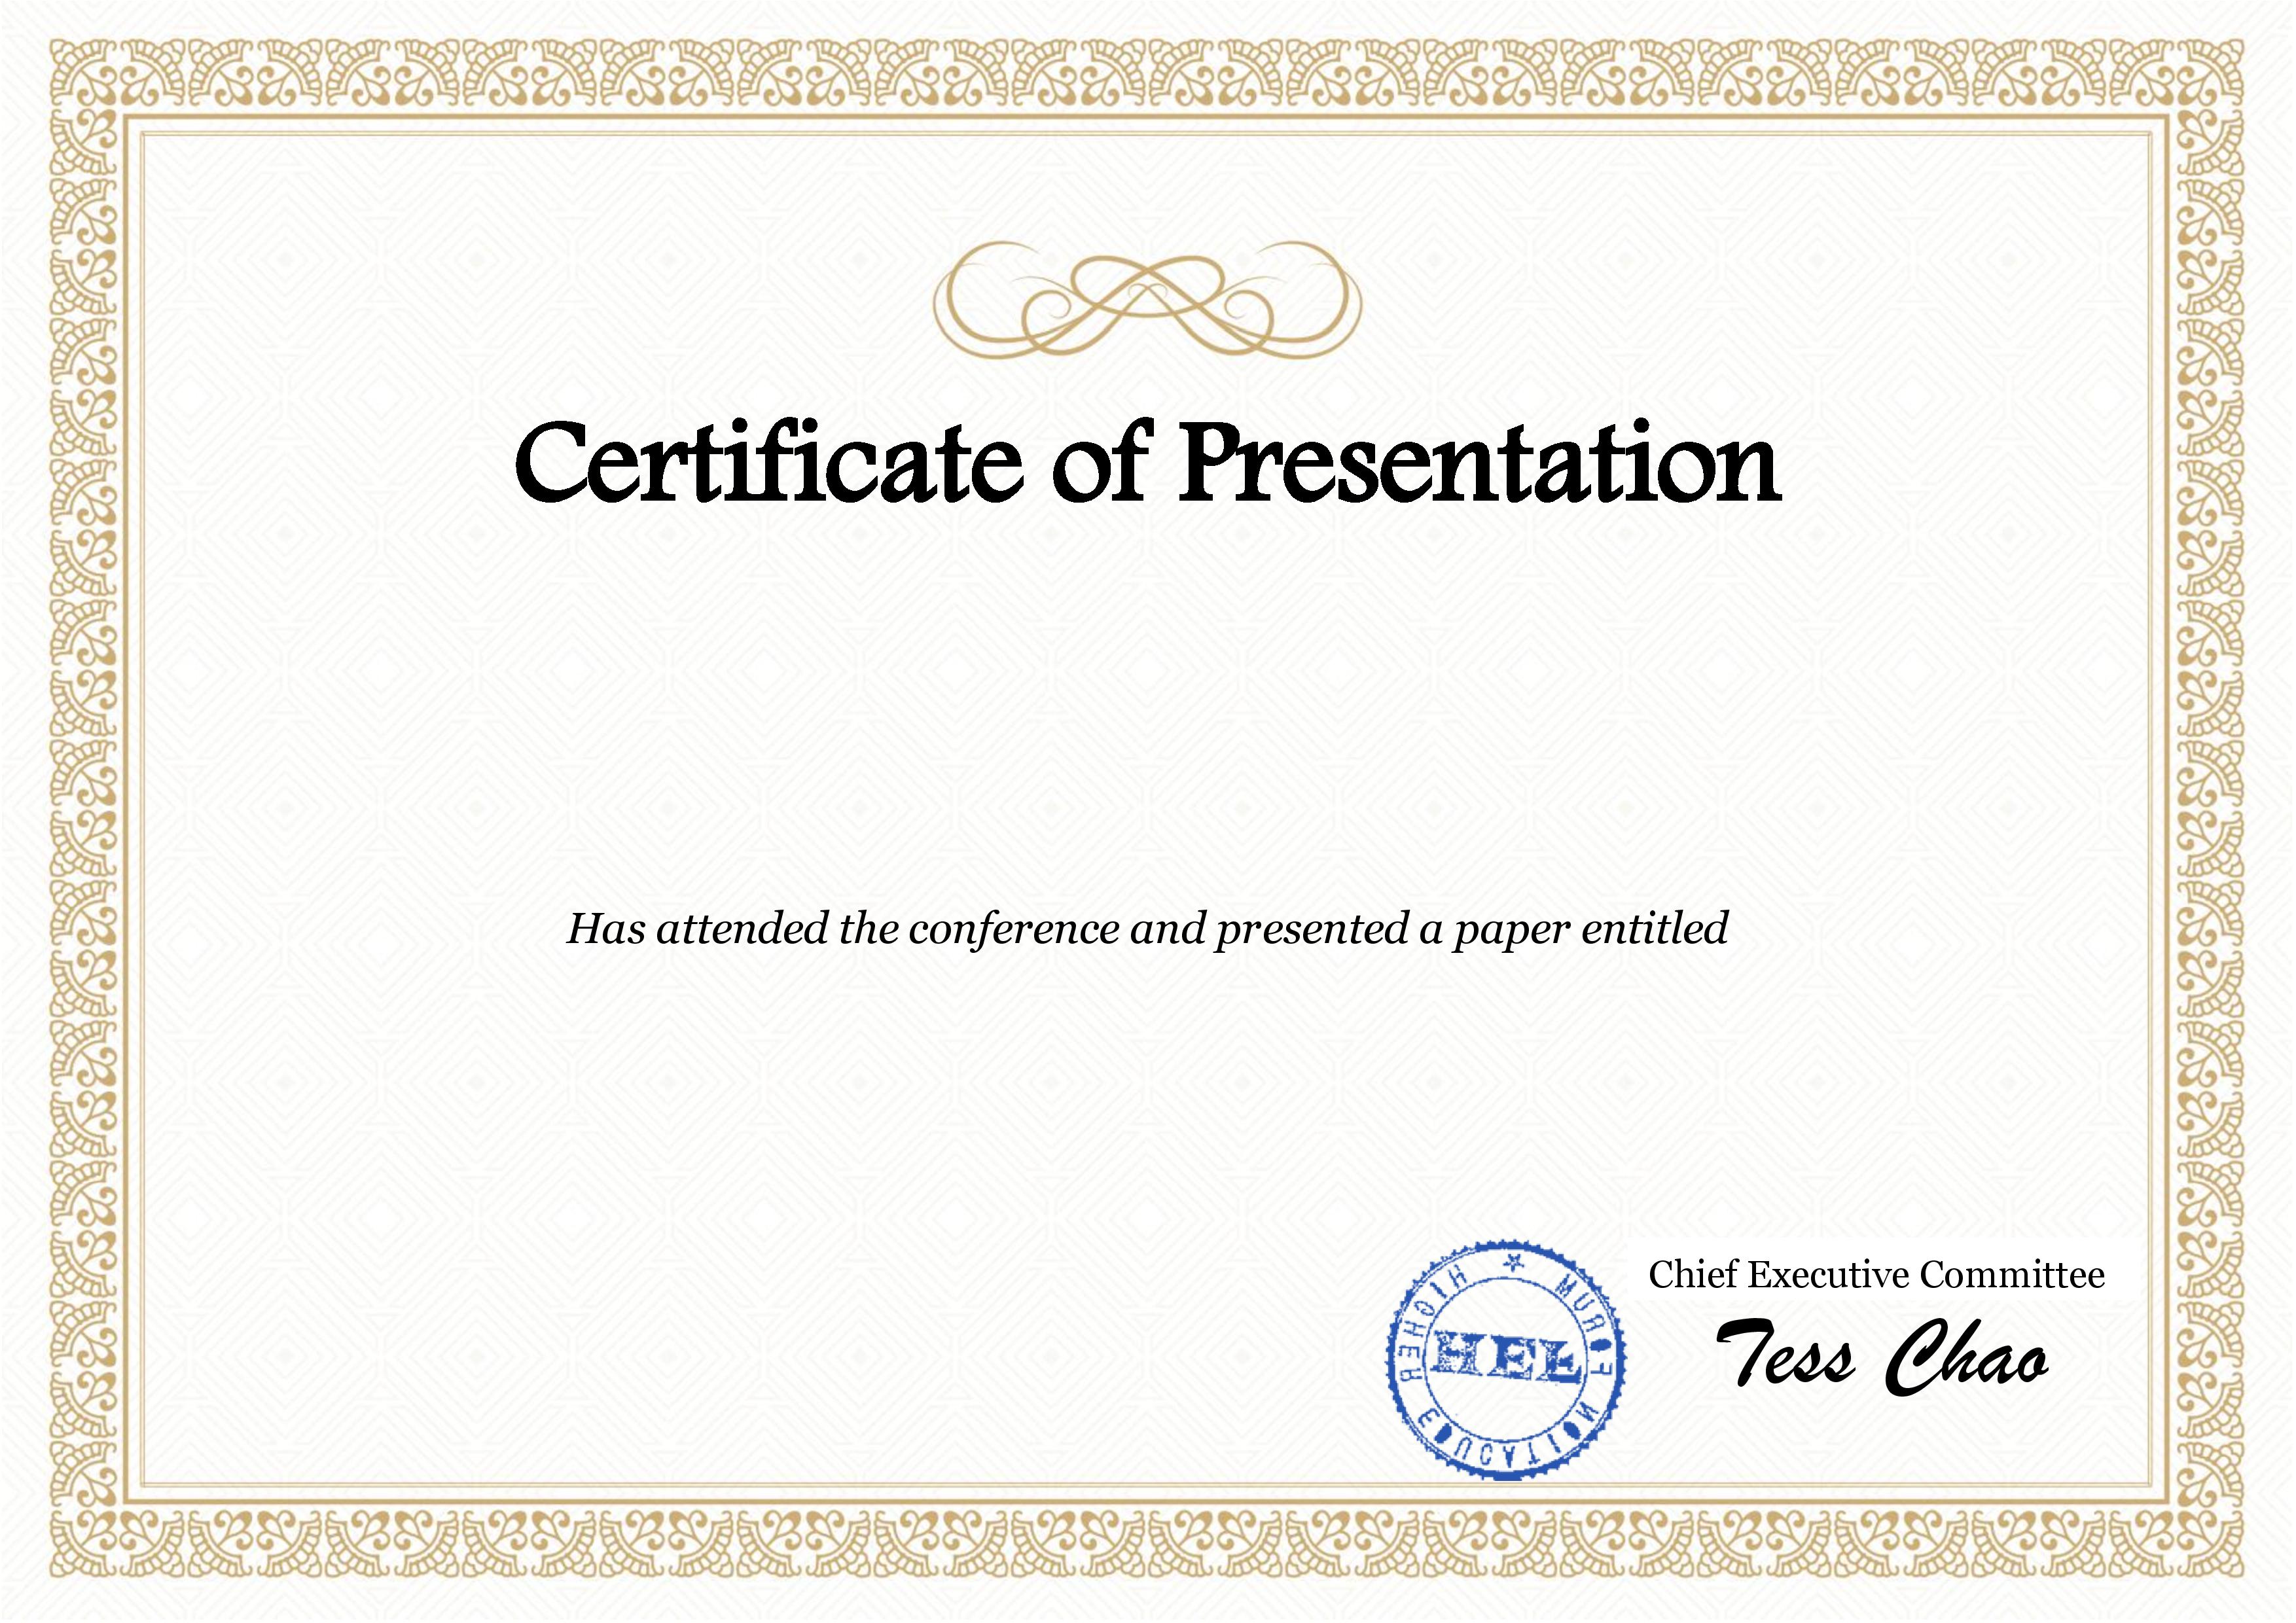 Certificate of Presentation
Has attended the conference and presented a paper entitled
Chief Executive Committee
Tess Chao
HIGHER EDUCATION FORUM
HEF